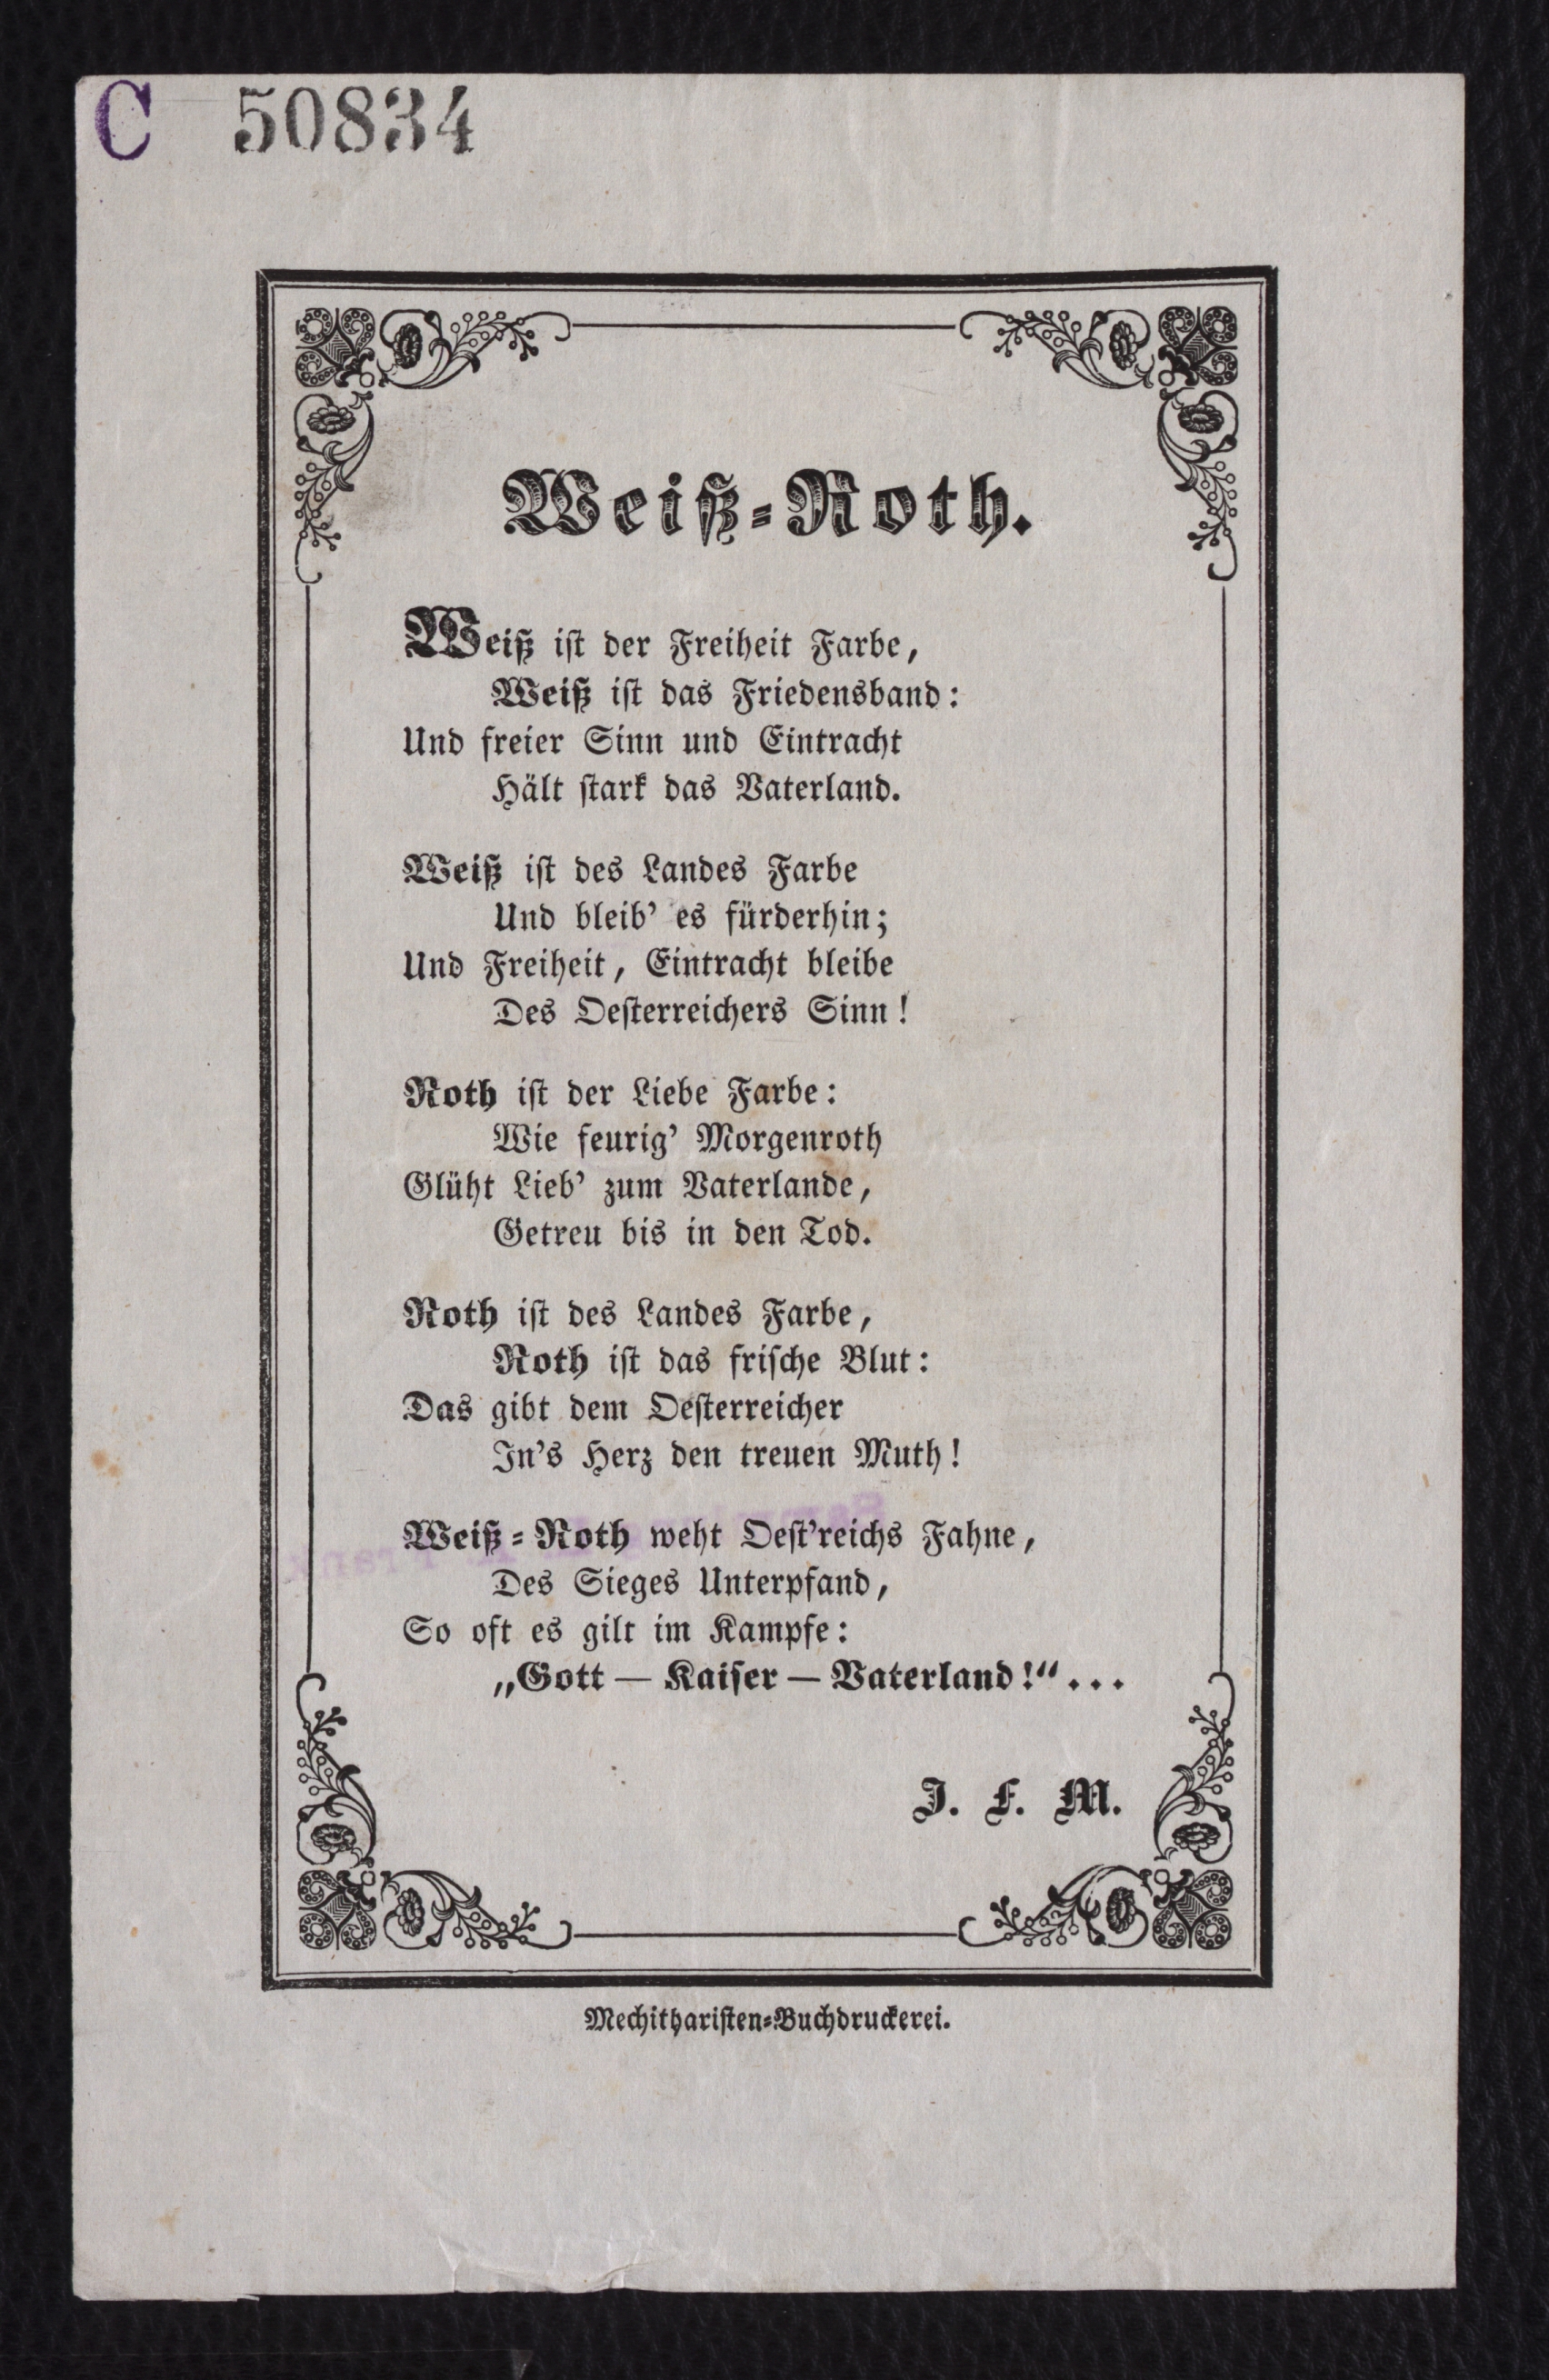 C 50834
Weiß-Roth.
Weiß ist der Freiheit Farbe,
Weiß ist das Friedensband:
Und freier Sinn und Eintracht
Hält stark das Vaterland.
Weiß ist des Landes Farbe
Und bleib' es fürderhin;
Und Freiheit, Eintracht bleibe
Des Oesterreichers Sinn!
Roth ist der Liebe Farbe:
Wie feurig' Morgenroth
Glüht Lieb' zum Vaterlande,
Getreu bis in den Tod.
Roth ist des Landes Farbe,
Roth ist das frische Blut:
Das gibt dem Oesterreicher
In's Herz den treuen Muth!
Weiß-Roth weht Oest'reichs Fahne,
Des Sieges Unterpfand,
So oft es gilt im Kampfe:
„Gott — Kaiser — Vaterland!“...
J. F. M.
Mechitharisten-Buchdruckerei.